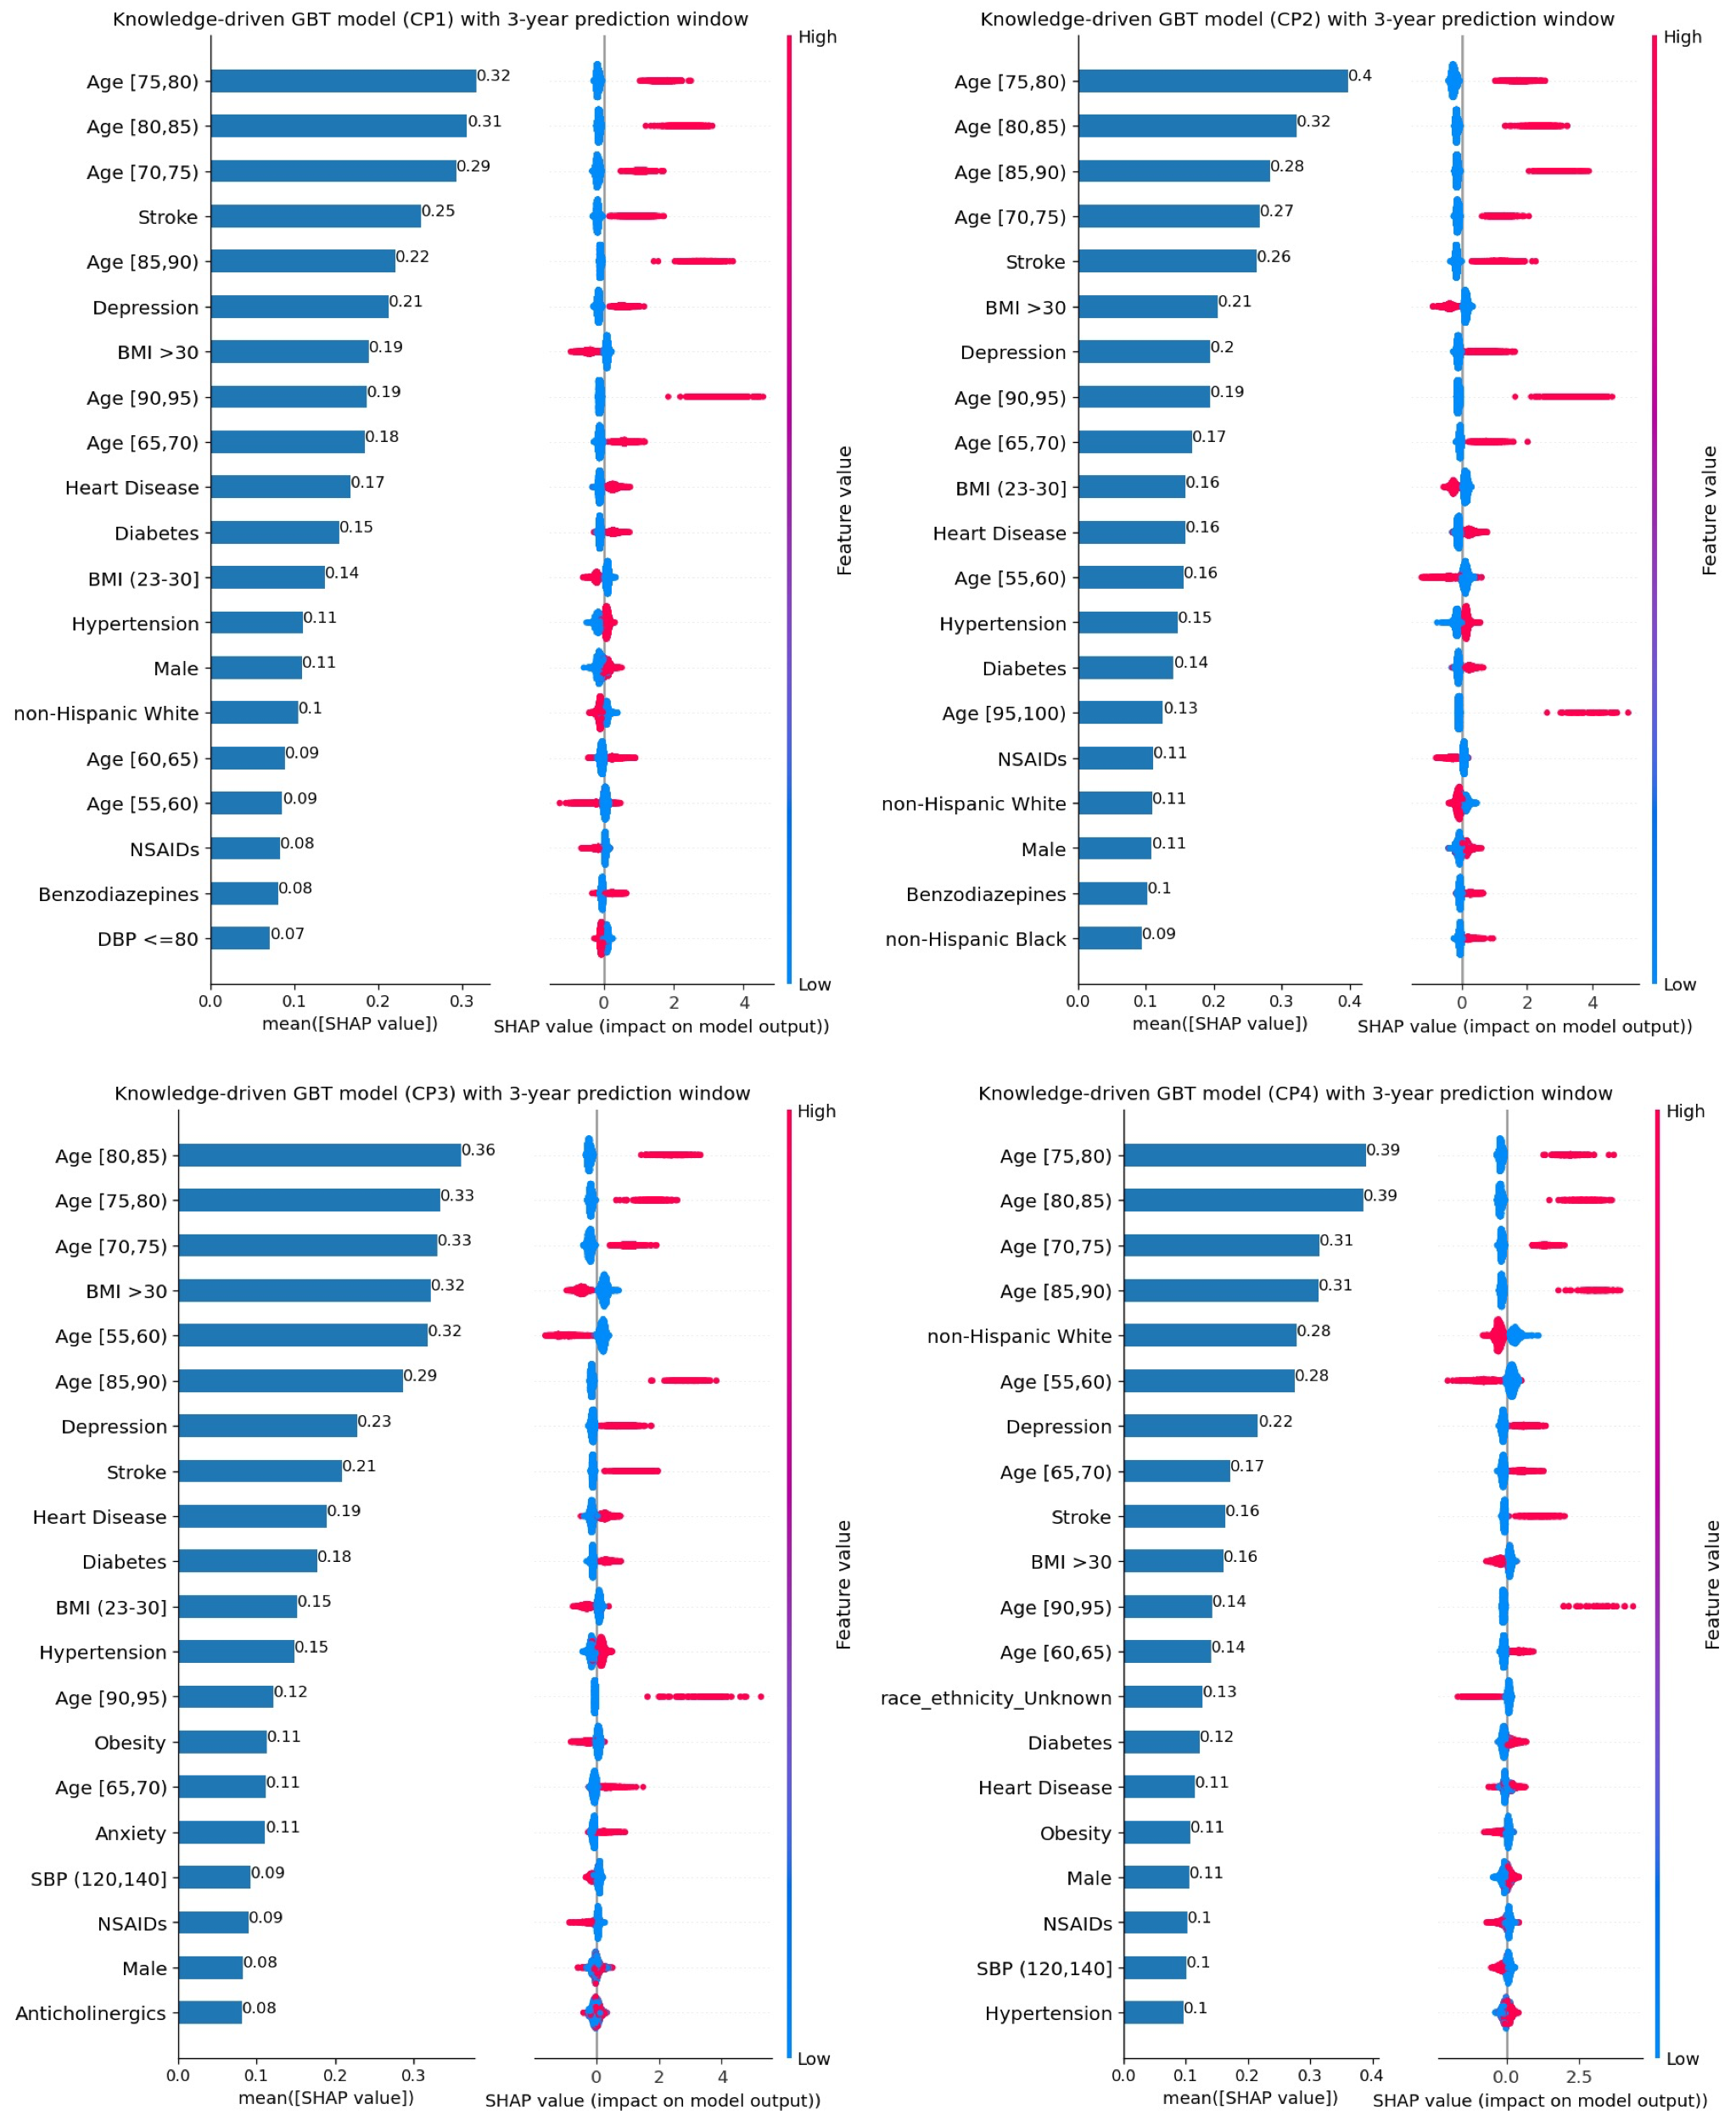 Knowledge-driven GBT model (CP1) with 3-year prediction window
High
Age [75,80) 0.32
Age [80,85) 0.31
Age [70,75) 0.29
Stroke 0.25
Age [85,90) 0.22
Depression 0.21
BMI >30 0.19
Age [90,95) 0.19
Age [65,70) 0.18
Heart Disease 0.17
Diabetes 0.15
BMI (23-30] 0.14
Hypertension 0.11
Male 0.11
non-Hispanic White 0.1
Age [60,65) 0.09
Age [55,60) 0.09
NSAIDs 0.08
Benzodiazepines 0.08
DBP <=80 0.07
Feature value
Low
0.0 0.1 0.2 0.3 0 2 4
mean([SHAP value]) SHAP value (impact on model output))
Knowledge-driven GBT model (CP2) with 3-year prediction window
High
Age [75,80) 0.4
Age [80,85) 0.32
Age [85,90) 0.28
Age [70,75) 0.27
Stroke 0.26
BMI >30 0.21
Depression 0.2
Age [90,95) 0.19
Age [65,70) 0.17
BMI (23-30] 0.16
Heart Disease 0.16
Age [55,60) 0.16
Hypertension 0.15
Diabetes 0.14
Age [95,100) 0.13
NSAIDs 0.11
non-Hispanic White 0.11
Male 0.11
Benzodiazepines 0.1
non-Hispanic Black 0.09
Feature value
Low
0.0 0.1 0.2 0.3 0.4 0 2 4
mean([SHAP value]) SHAP value (impact on model output))
Knowledge-driven GBT model (CP3) with 3-year prediction window
High
Age [80,85) 0.36
Age [75,80) 0.33
Age [70,75) 0.33
BMI >30 0.32
Age [55,60) 0.32
Age [85,90) 0.29
Depression 0.23
Stroke 0.21
Heart Disease 0.19
Diabetes 0.18
BMI (23-30] 0.15
Hypertension 0.15
Age [90,95) 0.12
Obesity 0.11
Age [65,70) 0.11
Anxiety 0.11
SBP (120,140] 0.09
NSAIDs 0.09
Male 0.08
Anticholinergics 0.08
Feature value
Low
0.0 0.1 0.2 0.3 0 2 4
mean([SHAP value]) SHAP value (impact on model output))
Knowledge-driven GBT model (CP4) with 3-year prediction window
High
Age [75,80) 0.39
Age [80,85) 0.39
Age [70,75) 0.31
Age [85,90) 0.31
non-Hispanic White 0.28
Age [55,60) 0.28
Depression 0.22
Age [65,70) 0.17
Stroke 0.16
BMI >30 0.16
Age [90,95) 0.14
Age [60,65) 0.14
race_ethnicity_Unknown 0.13
Diabetes 0.12
Heart Disease 0.11
Obesity 0.11
Male 0.11
NSAIDs 0.1
SBP (120,140] 0.1
Hypertension 0.1
Feature value
Low
0.0 0.1 0.2 0.3 0.4 0.0 2.5
mean([SHAP value]) SHAP value (impact on model output))